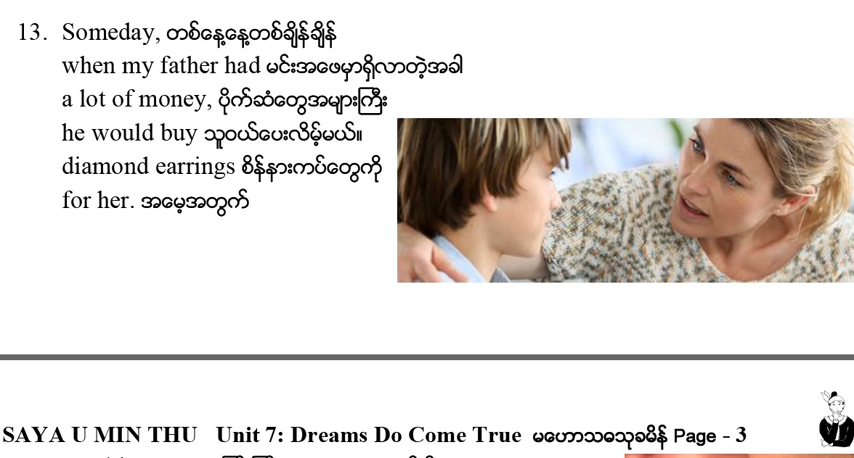 13. Someday, တစ်နေ့နေ့တစ်ချိန်ချိန်
when my father had မင်းအဖေမှာရှိလာတဲ့အခါ
a lot of money, ပိုက်ဆံတွေအများကြီး
he would buy သူဝယ်ပေးလိမ့်မယ်။
diamond earrings စိန်နားကပ်တွေကို
for her. အမေ့အတွက်
SAYA U MIN THU Unit 7: Dreams Do Come True မဟောသဓသုခမိန် Page - 3